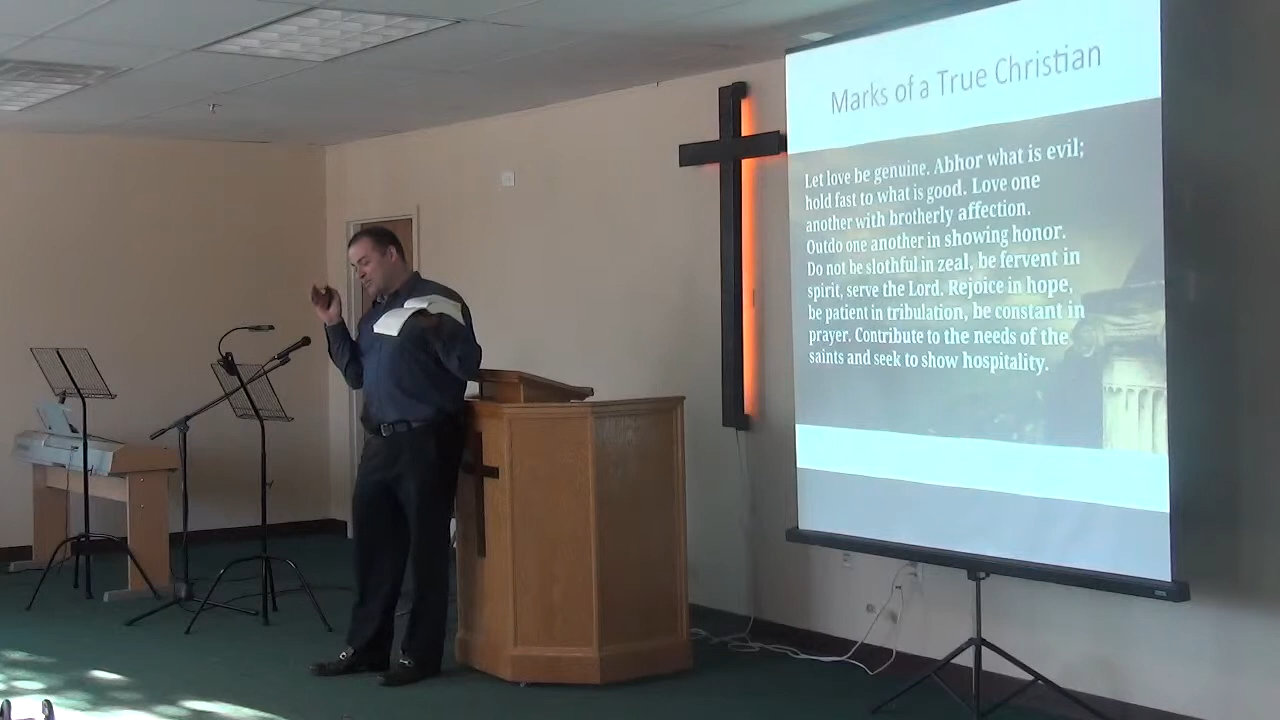 Marks of a True Christian
Let love be genuine. Abhor what is evil;
hold fast to what is good. Love one
another with brotherly affection.
Outdo one another in showing honor.
Do not be slothful in zeal, be fervent in
spirit, serve the Lord. Rejoice in hope,
be patient in tribulation, be constant in
prayer. Contribute to the needs of the
saints and seek to show hospitality.